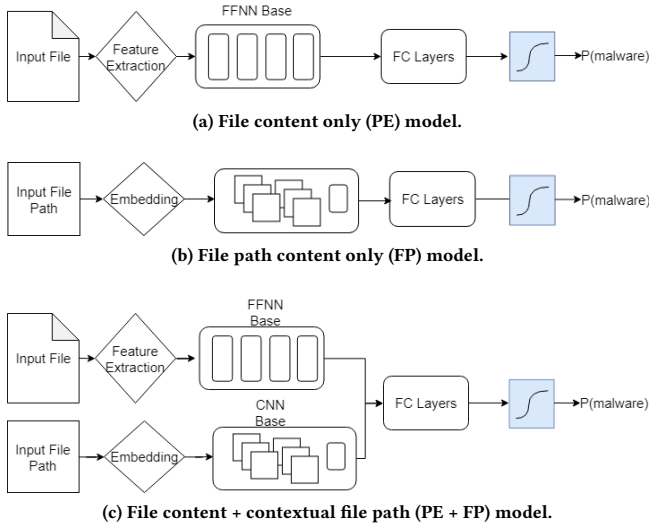 FFNN Base
Input File
Feature
Extraction
FC Layers
P(malware)
(a) File content only (PE) model.
Input File
Path
Embedding
FC Layers
P(malware)
(b) File path content only (FP) model.
FFNN
Base
Input File
Feature
Extraction
FC Layers
P(malware)
CNN
Base
Input File
Path
Embedding
(c) File content + contextual file path (PE + FP) model.